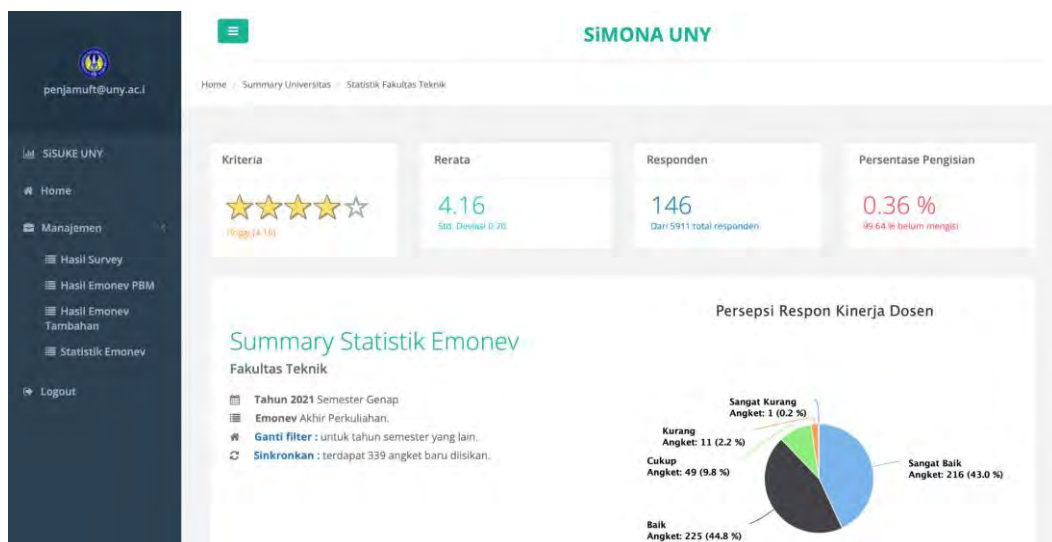 SiMONA UNY
penjamuft@uny.ac.i
Home / Summary Universitas / Statistik Fakultas Teknik
SiSUKE UNY
Home
Manajemen
Hasil Survey
Hasil Emonev PBM
Hasil Emonev
Tambahan
Statistik Emonev
Logout
Kriteria
Tinggi (4.16)
Rerata
4.16
Std. Deviasi 0.70
Responden
146
Dari 5911 total responden
Persentase Pengisian
0.36 %
99.64 % belum mengisi
Summary Statistik Emonev
Fakultas Teknik
Tahun 2021 Semester Genap
Emonev Akhir Perkuliahan.
Ganti filter : untuk tahun semester yang lain.
Sinkronkan : terdapat 339 angket baru diisikan.
Persepsi Respon Kinerja Dosen
Sangat Kurang
Angket: 1 (0.2 %)
Kurang
Angket: 11 (2.2 %)
Cukup
Angket: 49 (9.8 %)
Sangat Baik
Angket: 216 (43.0 %)
Baik
Angket: 225 (44.8 %)